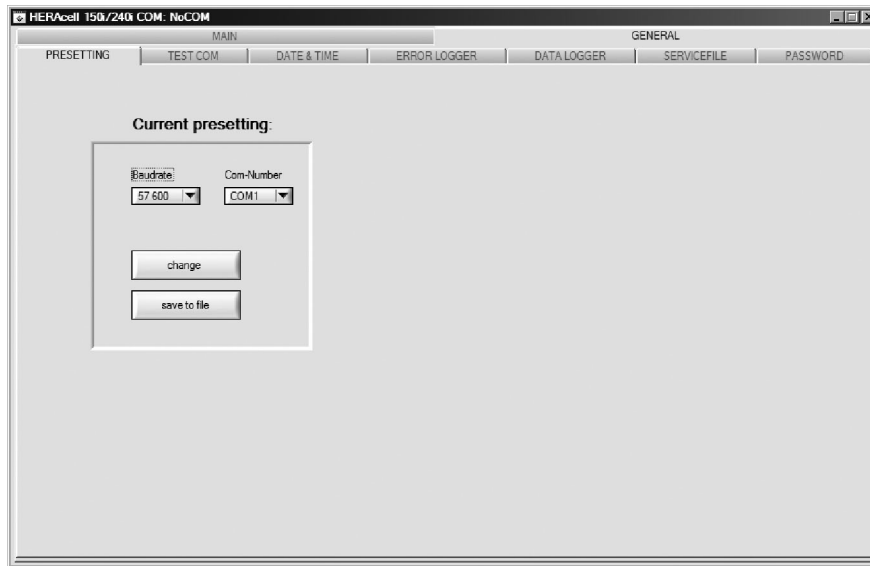 HERAcell 150i/240i COM: NoCOM
MAIN GENERAL
PRESETTING TEST COM DATE & TIME ERROR LOGGER DATA LOGGER SERVICEFILE PASSWORD
Current presetting:
Baudrate Com-Number
57 600 COM1
change
save to file